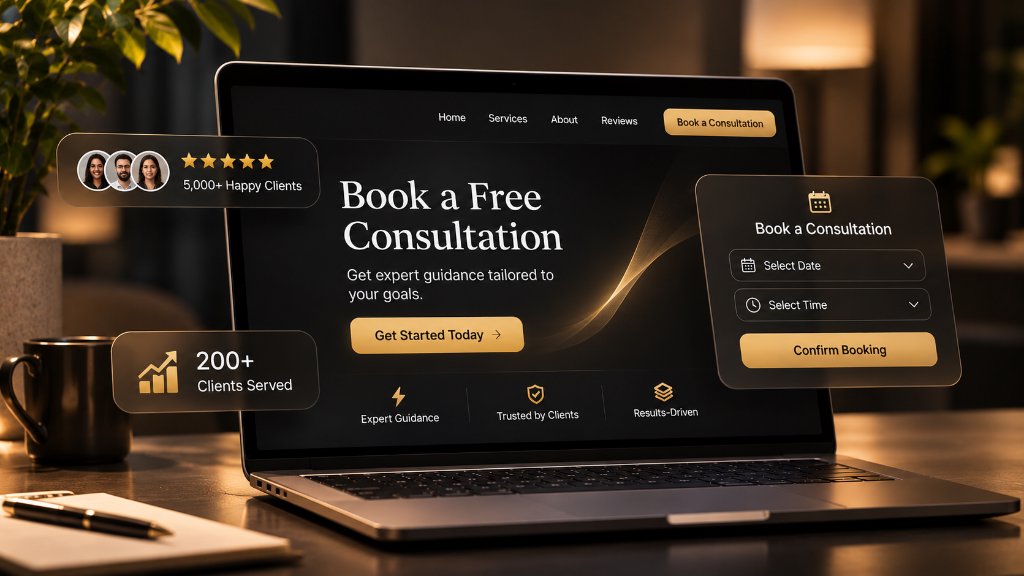 Home Services About Reviews Book a Consultation
5,000+ Happy Clients
Book a Free
Consultation
Get expert guidance tailored to
your goals.
Get Started Today →
200+
Clients Served
Expert Guidance
Trusted by Clients
Results-Driven
Book a Consultation
Select Date
Select Time
Confirm Booking